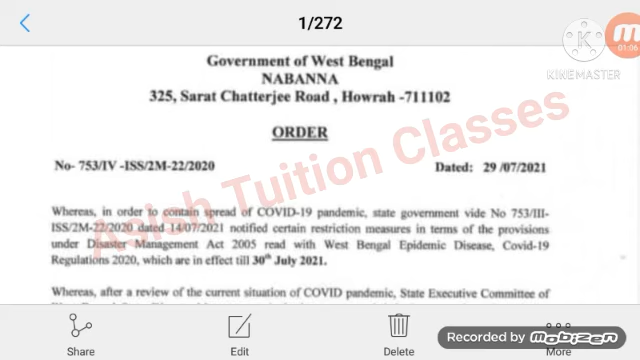 1/272
01:06
KINEMASTER
Government of West Bengal
NABANNA
325, Sarat Chatterjee Road , Howrah -711102
ORDER
No- 753/IV -ISS/2M-22/2020 Dated: 29 /07/2021
Asish Tuition Classes
Whereas, in order to contain spread of COVID-19 pandemic, state government vide No 753/III-
ISS/2M-22/2020 dated 14/07/2021 notified certain restriction measures in terms of the provisions
under Disaster Management Act 2005 read with West Bengal Epidemic Disease, Covid-19
Regulations 2020, which are in effect till 30th July 2021.
Whereas, after a review of the current situation of COVID pandemic, State Executive Committee of
Share Edit Delete More
Recorded by mobizen